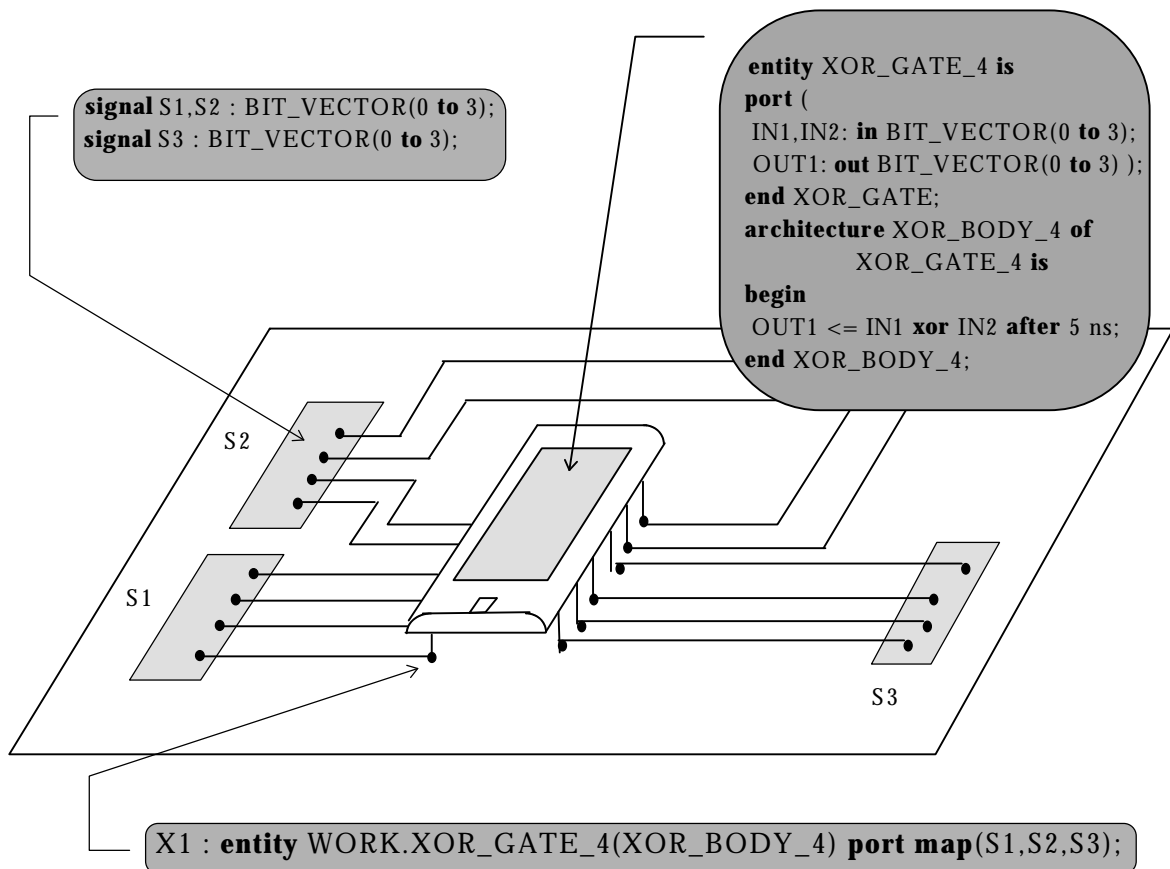 signal S1,S2 : BIT_VECTOR(0 to 3);
signal S3 : BIT_VECTOR(0 to 3);
entity XOR_GATE_4 is
port (
IN1,IN2: in BIT_VECTOR(0 to 3);
OUT1: out BIT_VECTOR(0 to 3) );
end XOR_GATE;
architecture XOR_BODY_4 of
XOR_GATE_4 is
begin
OUT1 <= IN1 xor IN2 after 5 ns;
end XOR_BODY_4;
S2
S1
S3
X1 : entity WORK.XOR_GATE_4(XOR_BODY_4) port map(S1,S2,S3);